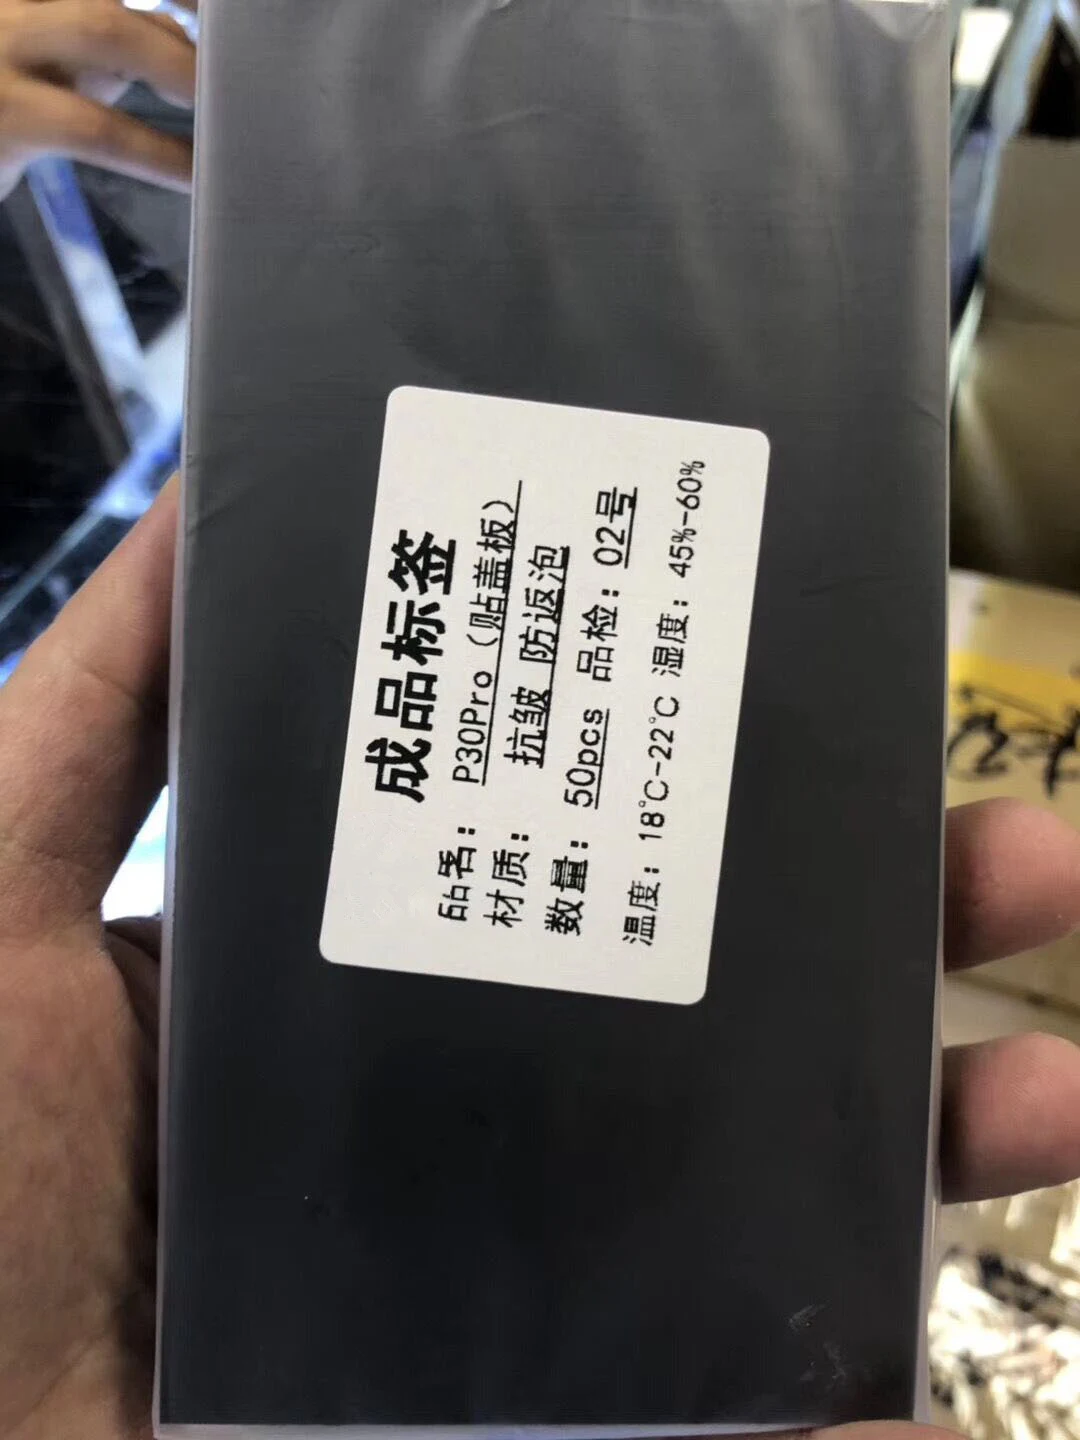 成品标签
品名：P30Pro（贴盖板）
材质：抗皱 防返泡
数量：50pcs 品检：02号
温度：18℃-22℃ 湿度：45%-60%